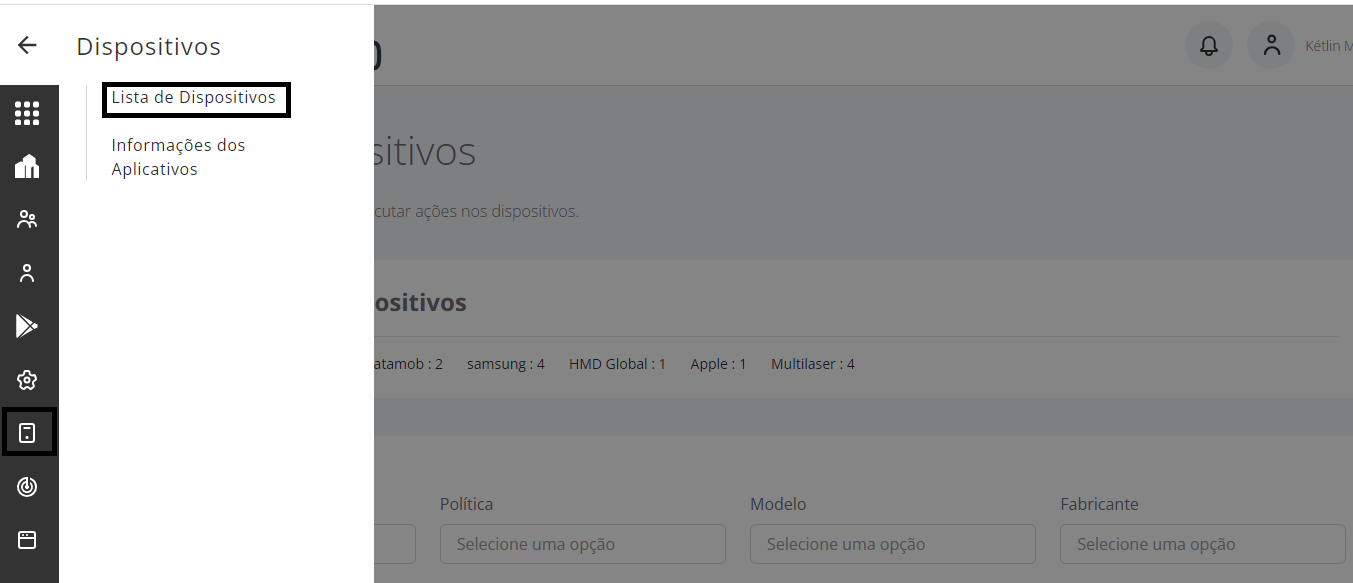 Dispositivos
Lista de Dispositivos
Informações dos
Aplicativos
Kétlin M
sitivos
cutar ações nos dispositivos.
ositivos
atamob : 2 samsung : 4 HMD Global : 1 Apple : 1 Multilaser : 4
Política Modelo Fabricante
Selecione uma opção Selecione uma opção Selecione uma opção